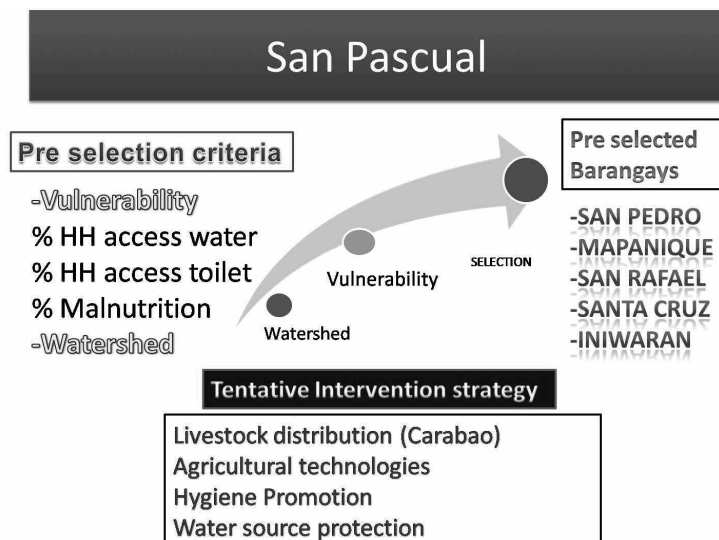 San Pascual
Pre selection criteria
-Vulnerability
% HH access water
% HH access toilet
% Malnutrition
-Watershed
Watershed
Vulnerability
SELECTION
Pre selected
Barangays
-SAN PEDRO
-MAPANIQUE
-SAN RAFAEL
-SANTA CRUZ
-INIWARAN
Tentative Intervention strategy
Livestock distribution (Carabao)
Agricultural technologies
Hygiene Promotion
Water source protection